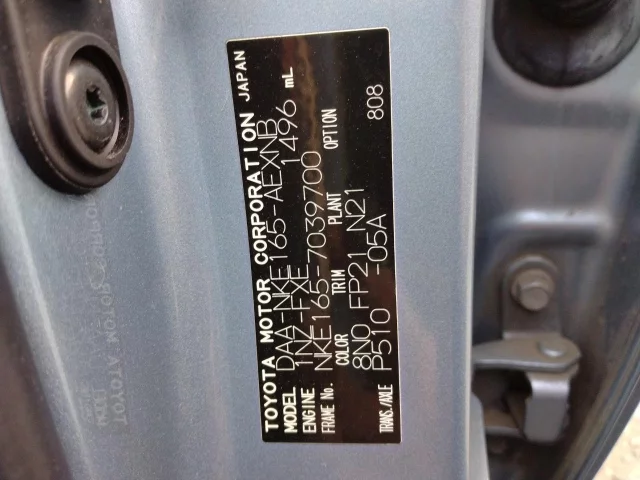 TOYOTA MOTOR CORPORATION JAPAN
MODEL DAA-NKE165-AEXNB
ENGINE 1NZ-FXE 1496 mL
FRAME No. NKE165-7039700
COLOR TRIM PLANT OPTION
8N0 FP21 N21
TRANS./AXLE P510 -05A 808